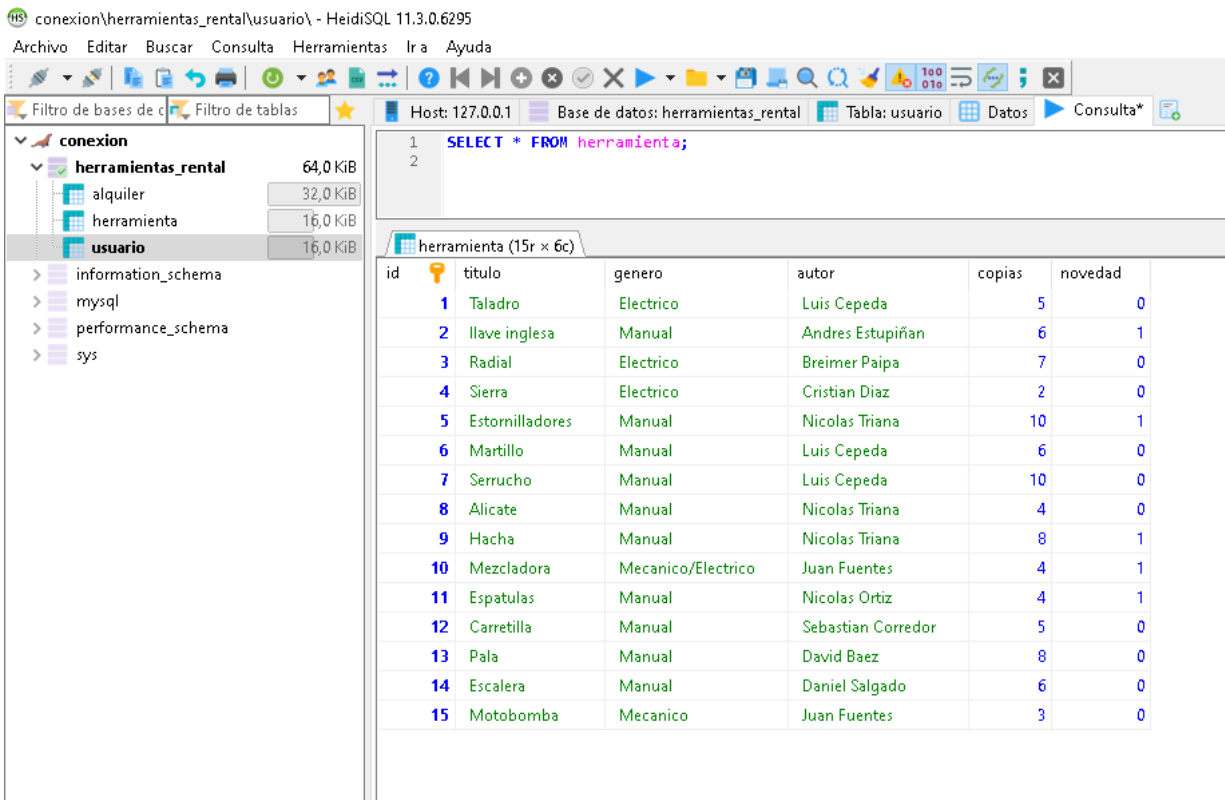 conexion\herramientas_rental\usuario\ - HeidiSQL 11.3.0.6295
Archivo Editar Buscar Consulta Herramientas Ir a Ayuda
Filtro de bases de d Filtro de tablas
Host: 127.0.0.1 Base de datos: herramientas_rental Tabla: usuario Datos Consulta*
conexion
herramientas_rental 64,0 KiB
alquiler 32,0 KiB
herramienta 16,0 KiB
usuario 16,0 KiB
information_schema
mysql
performance_schema
sys
1 SELECT * FROM herramienta;
2
herramienta (15r × 6c)
id titulo genero autor copias novedad
1 Taladro Electrico Luis Cepeda 5 0
2 llave inglesa Manual Andres Estupiñan 6 1
3 Radial Electrico Breimer Paipa 7 0
4 Sierra Electrico Cristian Diaz 2 0
5 Estornilladores Manual Nicolas Triana 10 1
6 Martillo Manual Luis Cepeda 6 0
7 Serrucho Manual Luis Cepeda 10 0
8 Alicate Manual Nicolas Triana 4 0
9 Hacha Manual Nicolas Triana 8 1
10 Mezcladora Mecanico/Electrico Juan Fuentes 4 1
11 Espatulas Manual Nicolas Ortiz 4 1
12 Carretilla Manual Sebastian Corredor 5 0
13 Pala Manual David Baez 8 0
14 Escalera Manual Daniel Salgado 6 0
15 Motobomba Mecanico Juan Fuentes 3 0